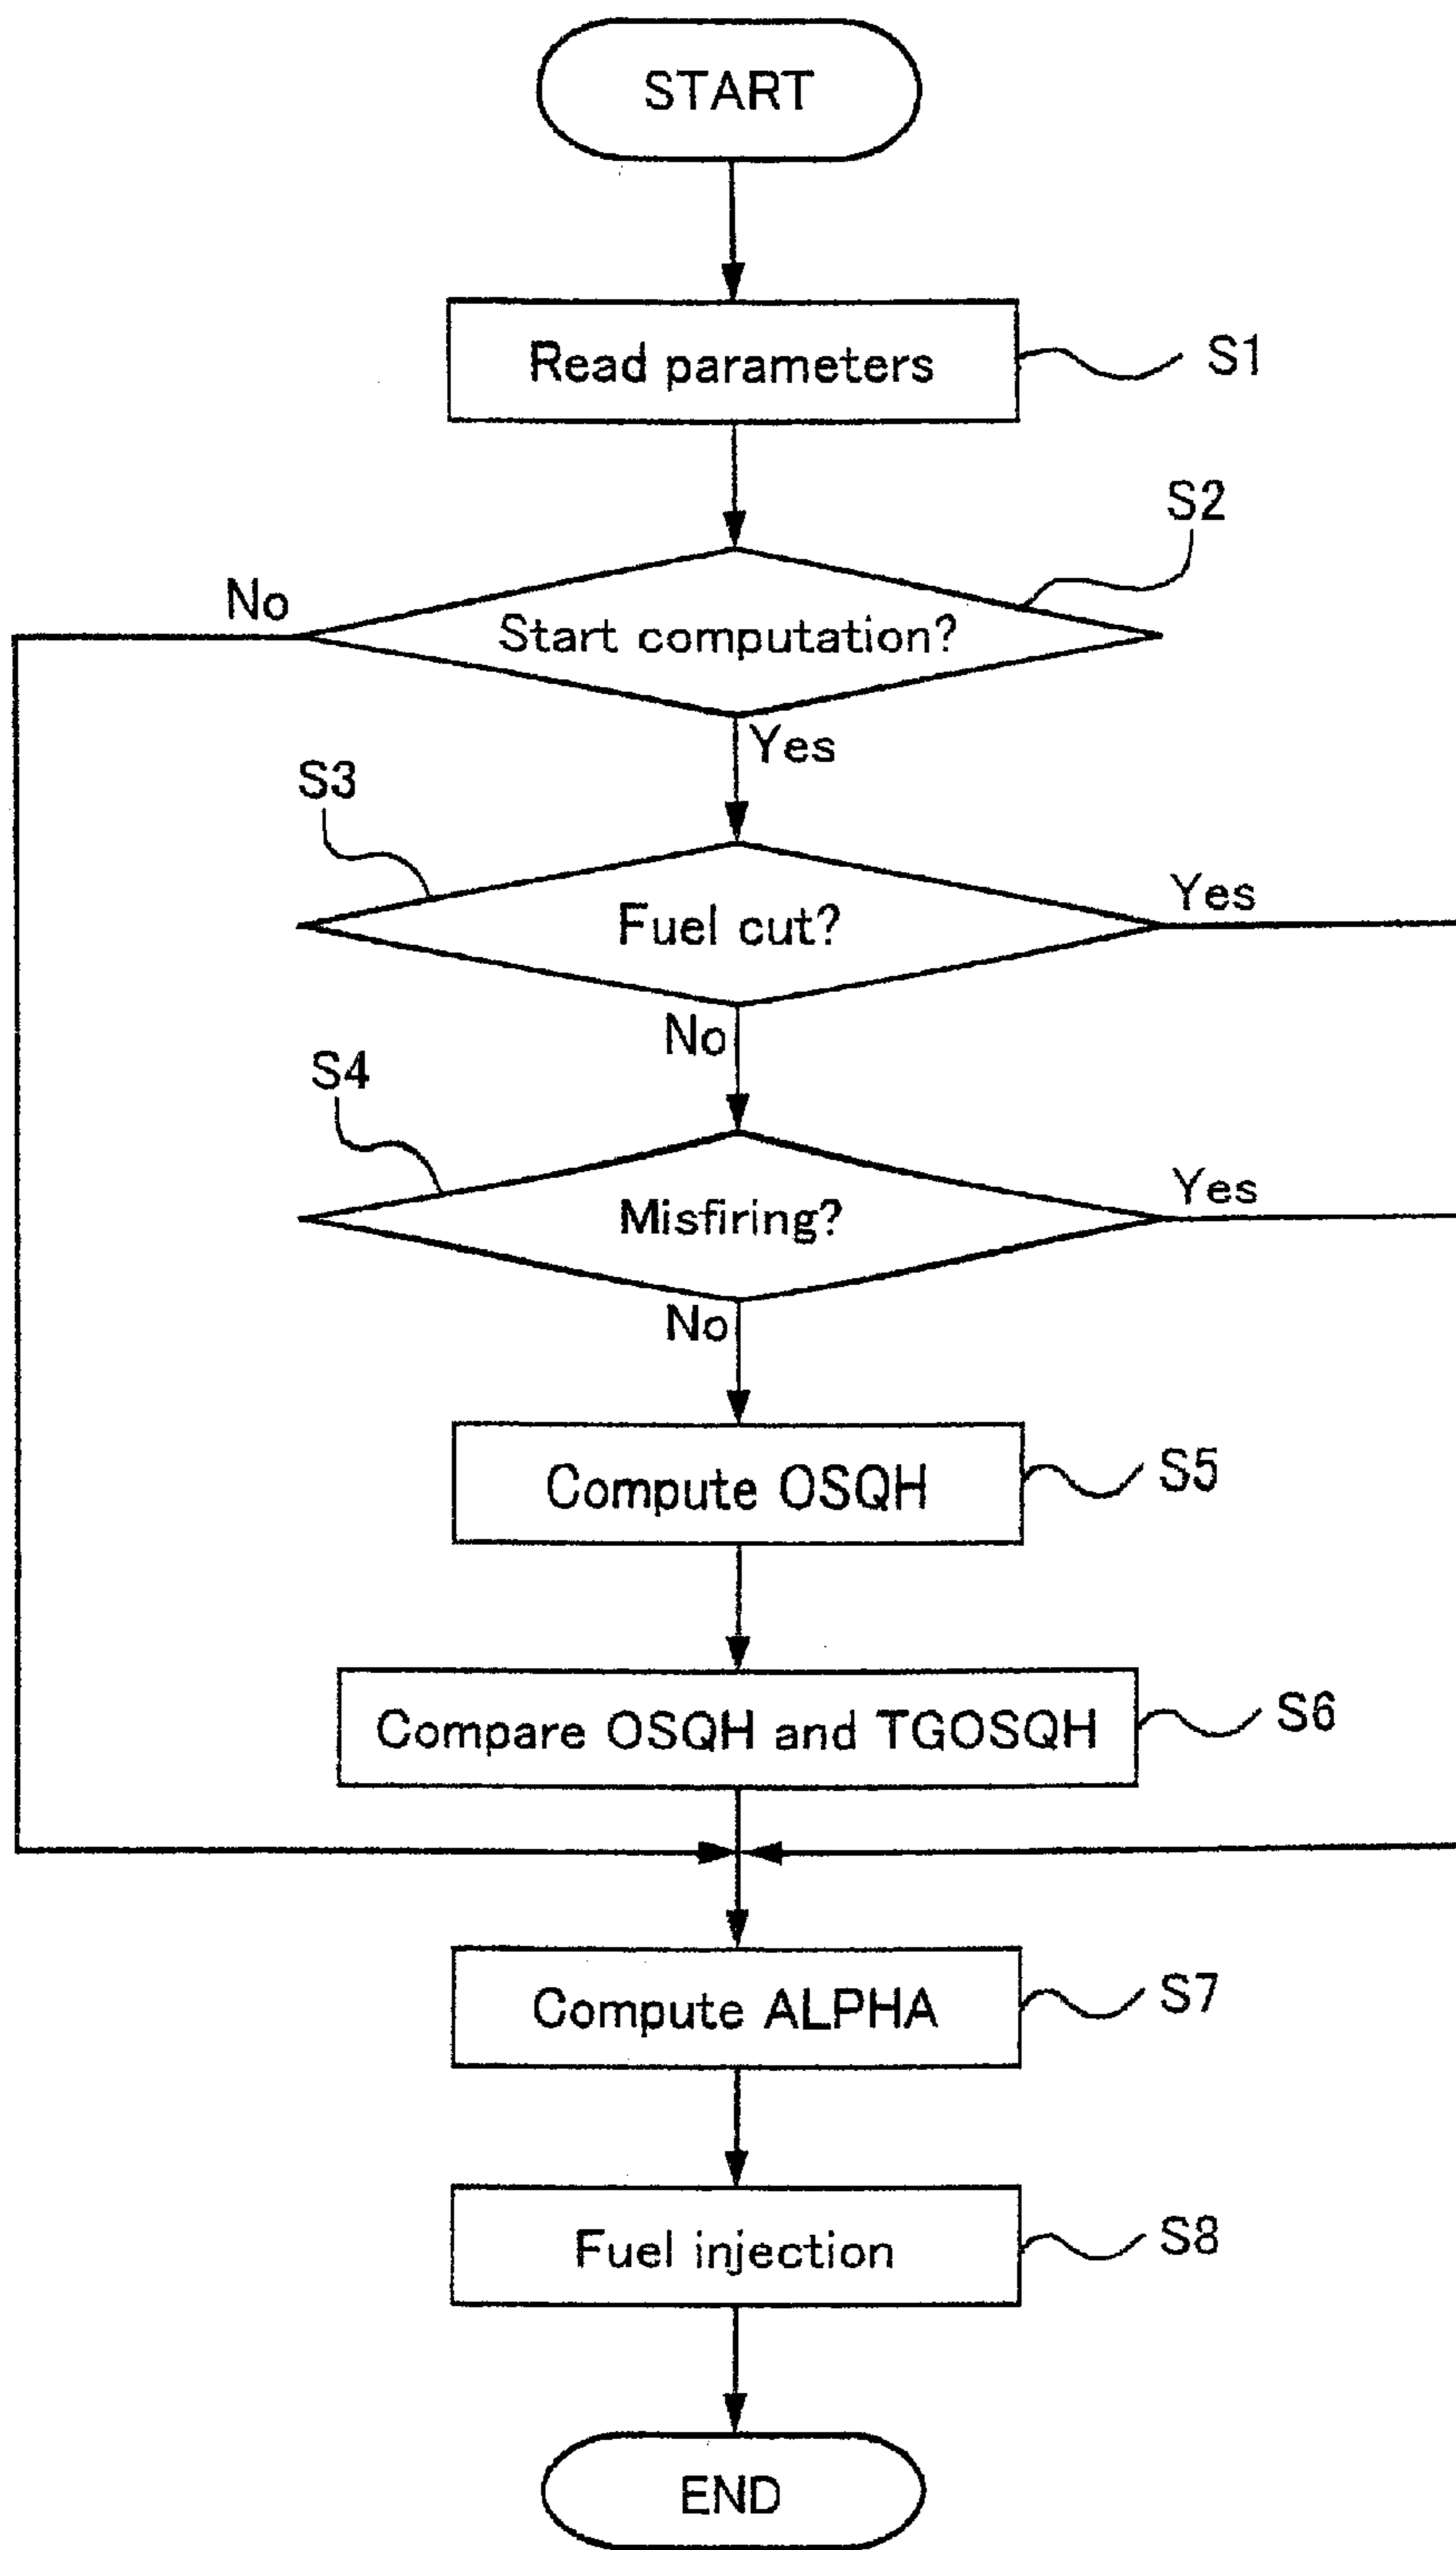 START
Read parameters
S1
S2
No
Start computation?
Yes
S3
Fuel cut?
Yes
No
S4
Misfiring?
Yes
No
Compute OSQH
S5
Compare OSQH and TGOSQH
S6
Compute ALPHA
S7
Fuel injection
S8
END